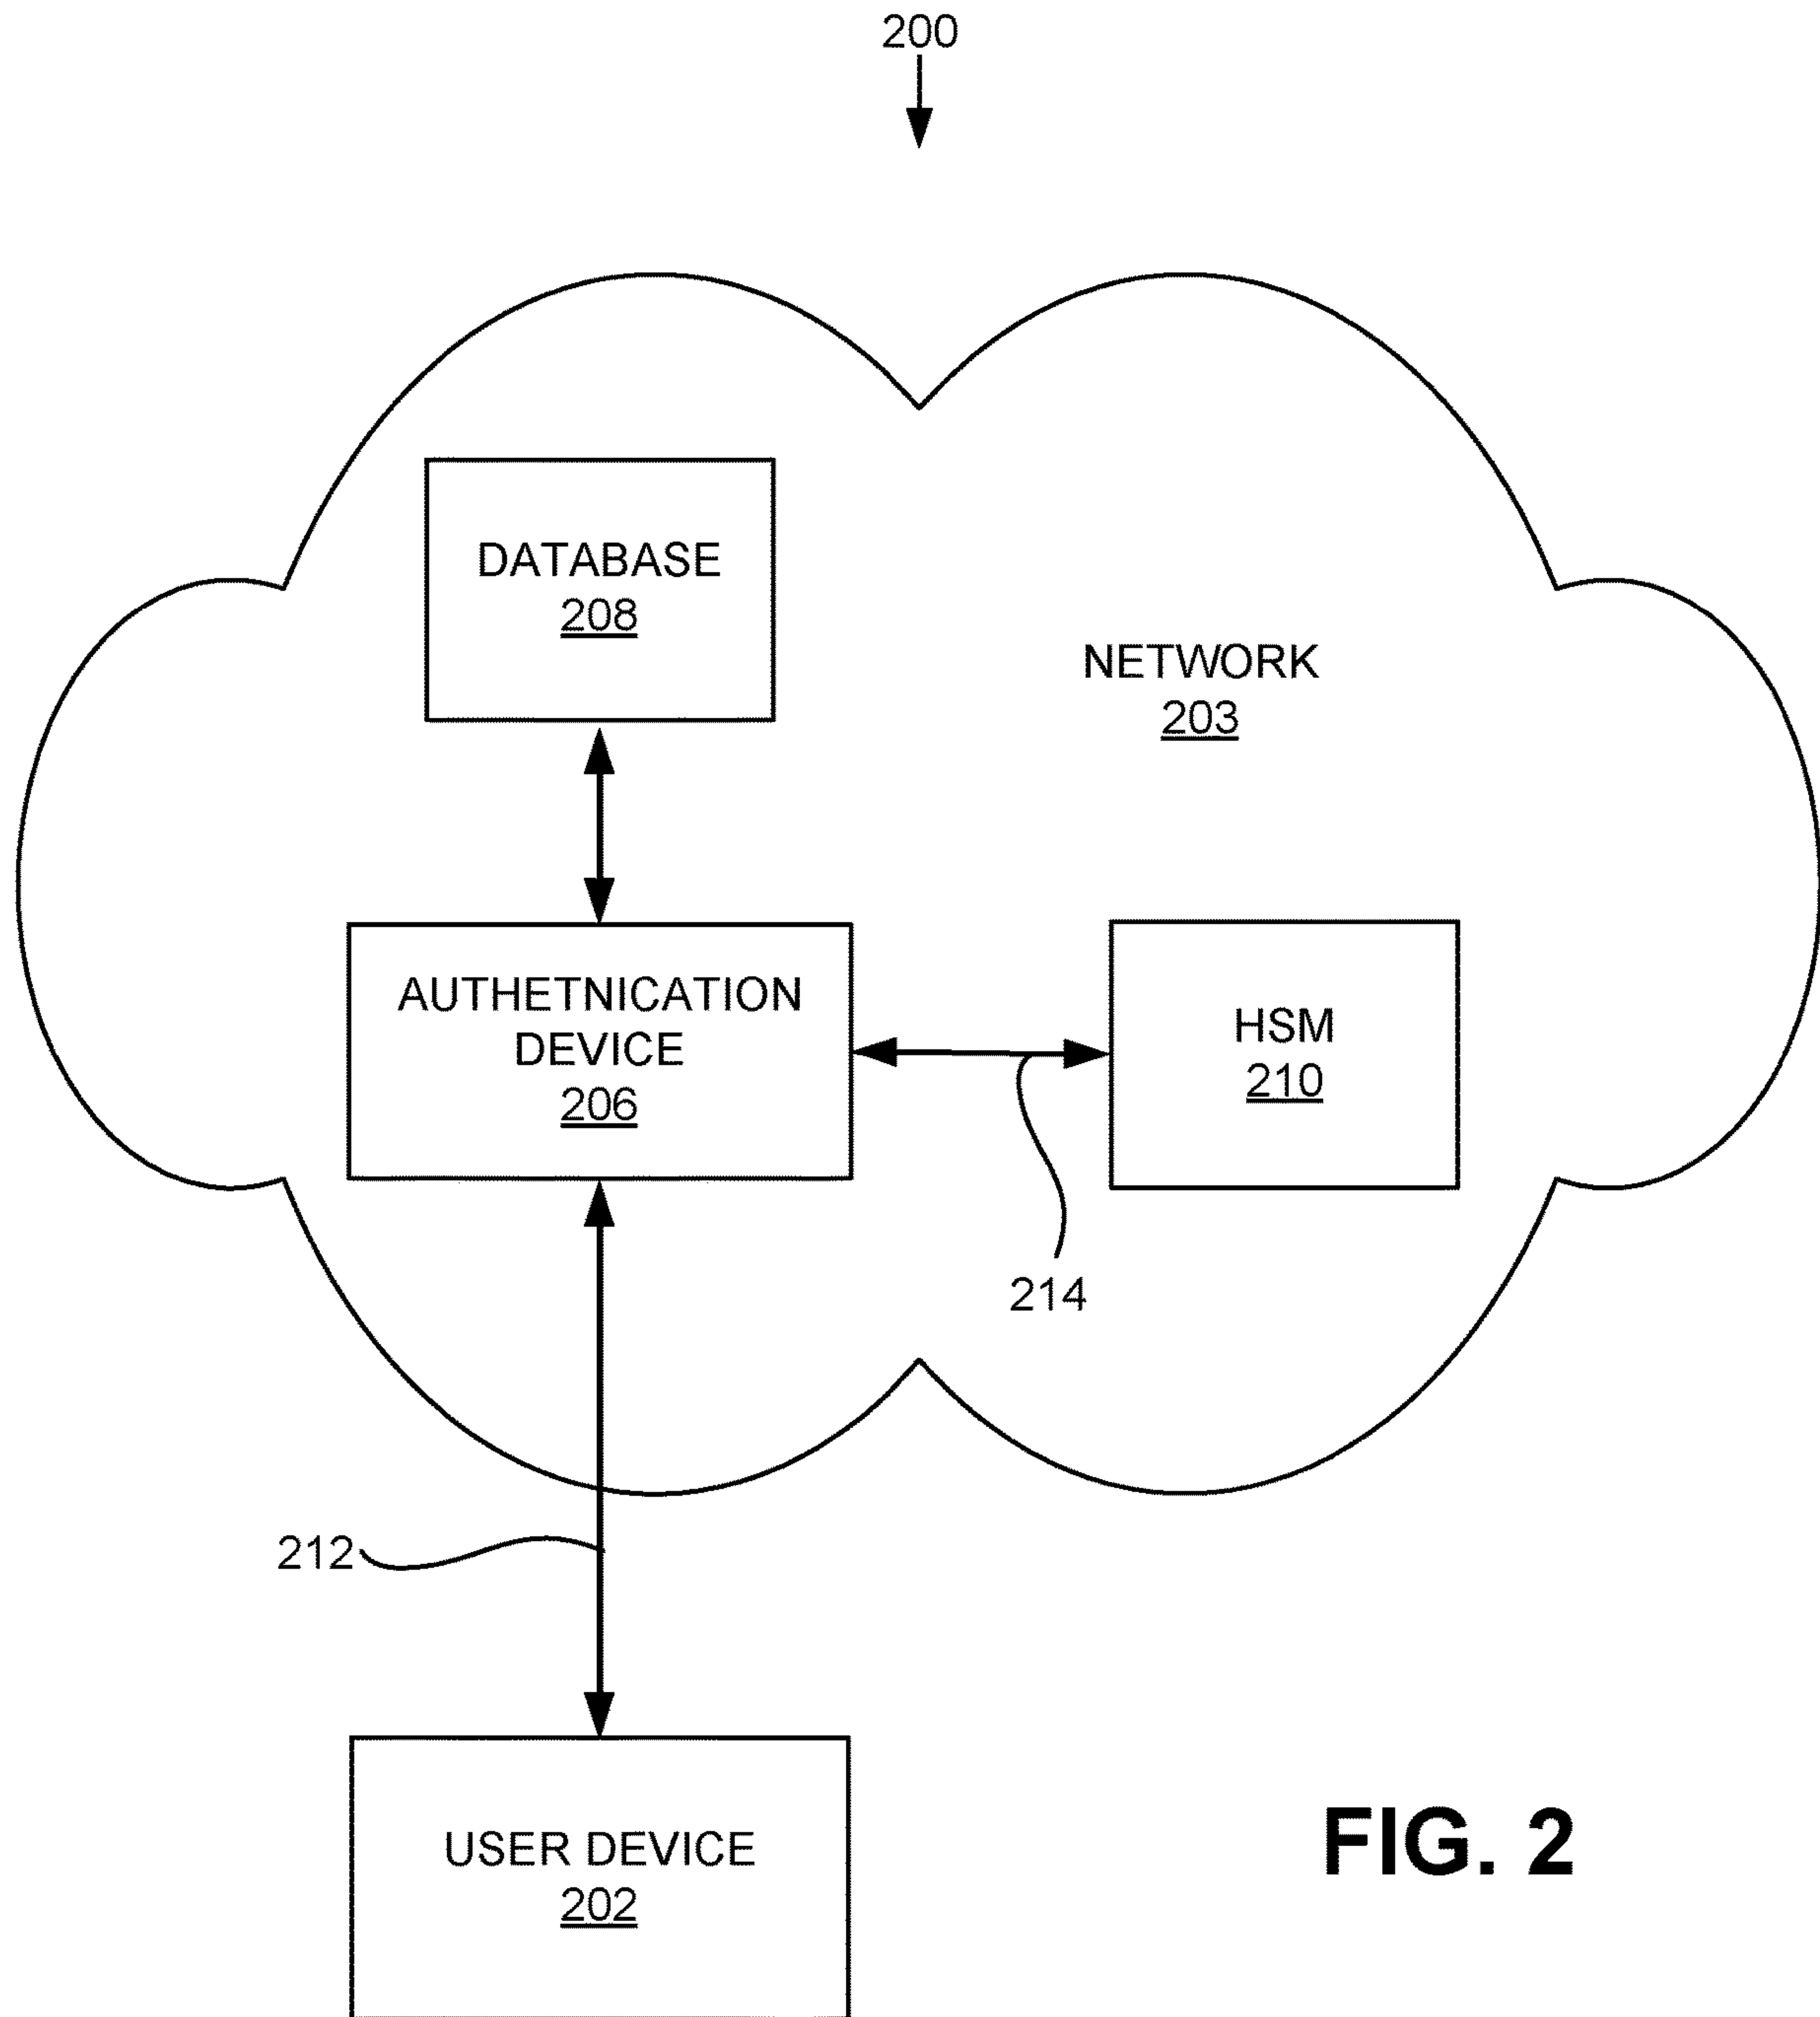 200
DATABASE
208
NETWORK
203
AUTHETNICATION
DEVICE
206
HSM
210
214
212
USER DEVICE
202
FIG. 2